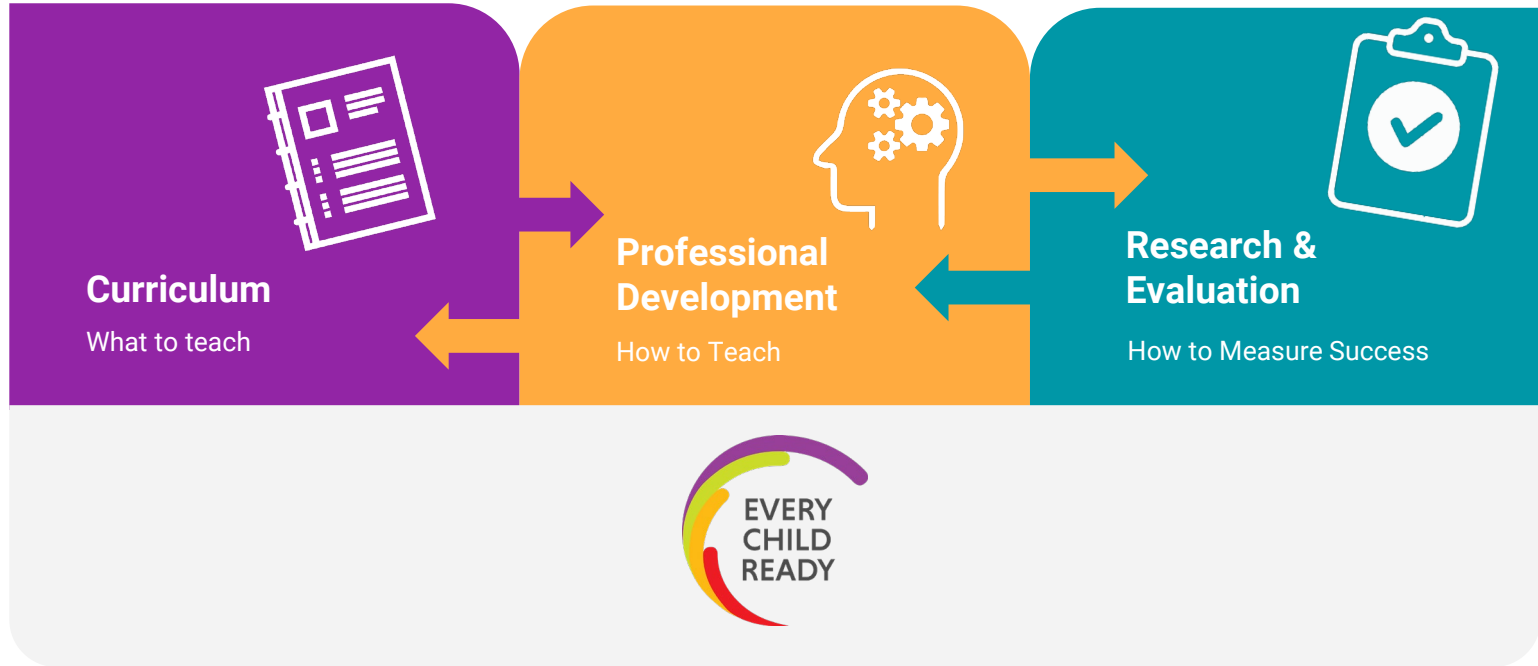 Curriculum
What to teach
Professional
Development
How to Teach
Research &
Evaluation
How to Measure Success
EVERY
CHILD
READY